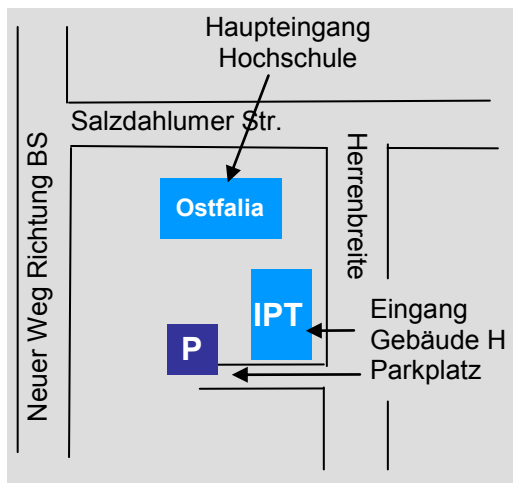 Haupteingang
Hochschule
Salzdahlumer Str.
Neuer Weg Richtung BS
Herrenbreite
Ostfalia
IPT
P
Eingang
Gebäude H
Parkplatz